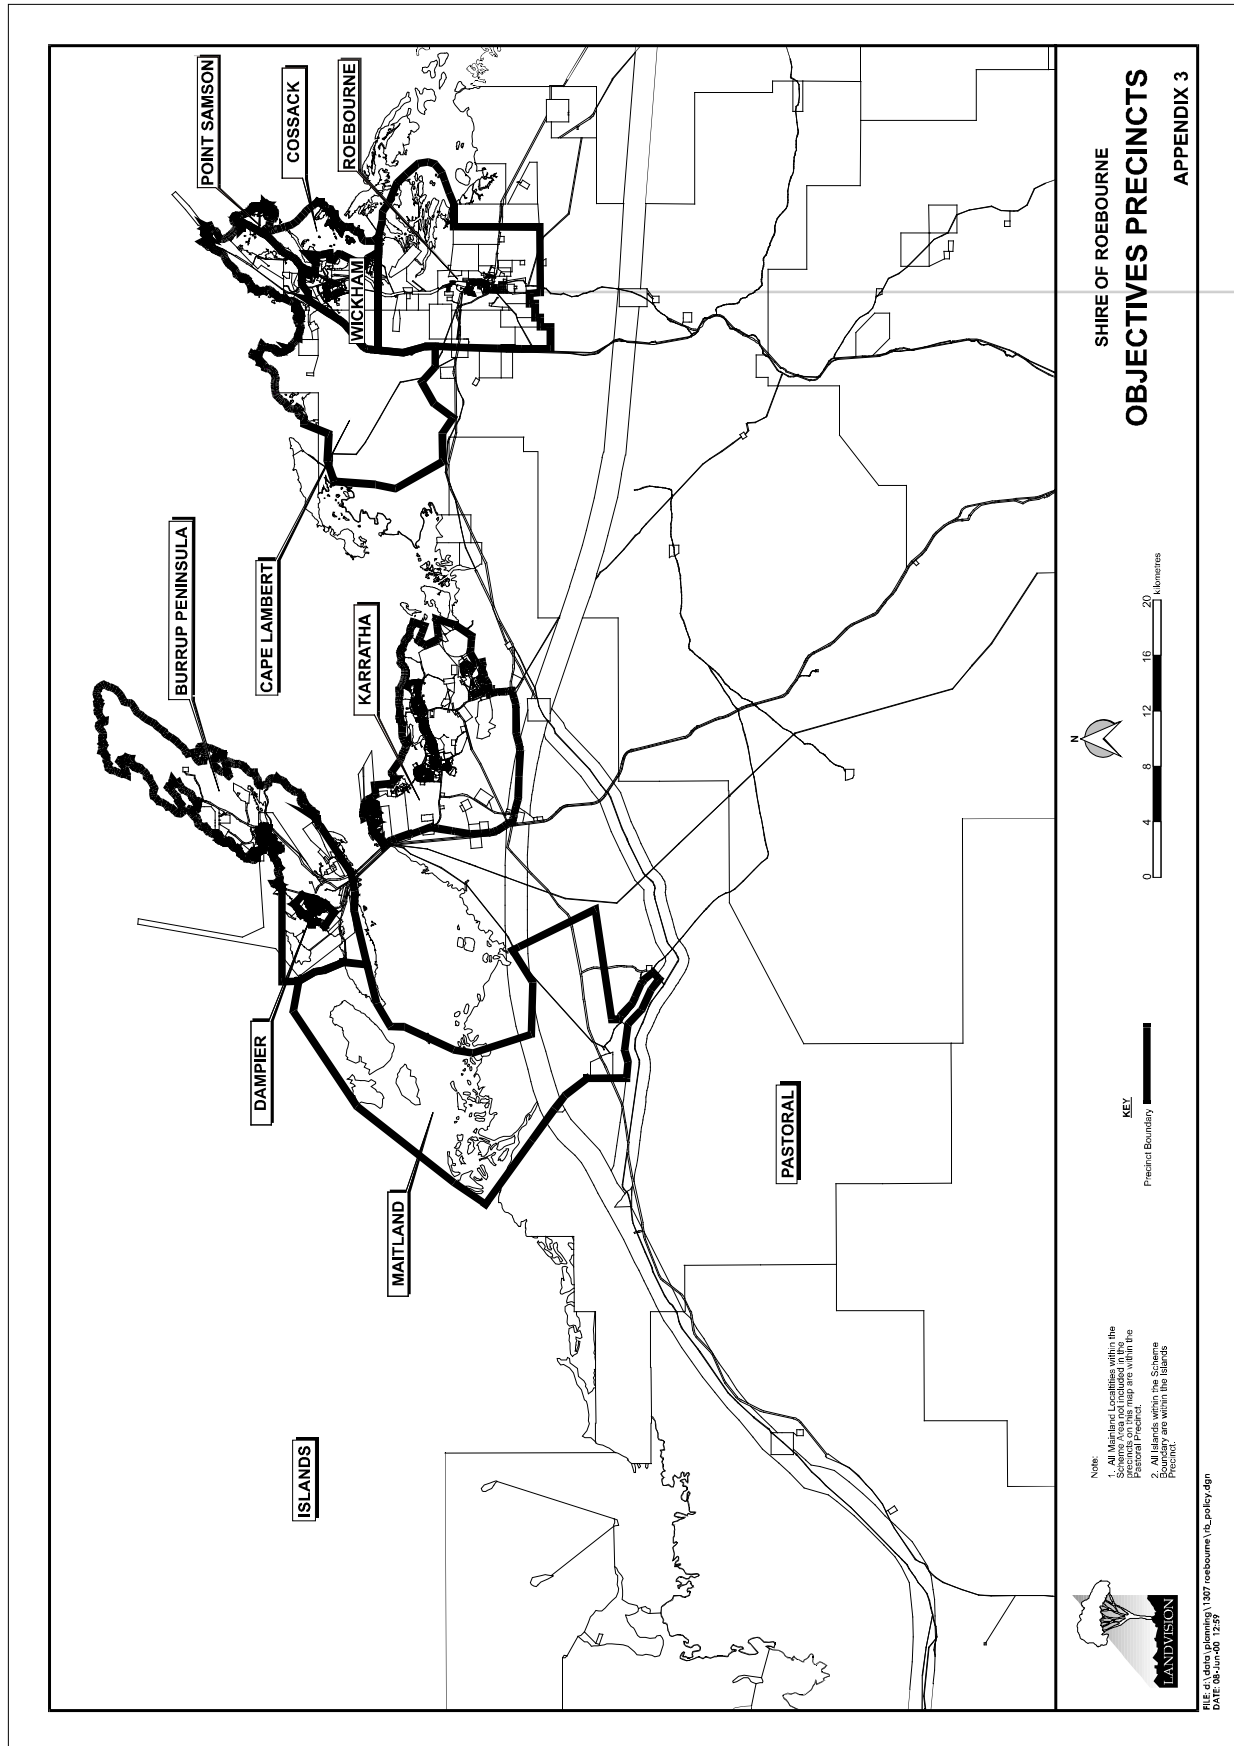 POINT SAMSON
COSSACK
ROEBOURNE
WICKHAM
BURRUP PENINSULA
CAPE LAMBERT
KARRATHA
DAMPIER
MAITLAND
PASTORAL
ISLANDS
SHIRE OF ROEBOURNE
OBJECTIVES PRECINCTS
APPENDIX 3
N
0 4 8 12 16 20
kilometres
KEY
Precinct Boundary
Note:
1. All Mainland Localtities within the
Scheme Area not included in the
precincts on this map are within the
Pastoral Precinct.
2. All Islands within the Scheme
Boundary are within the Islands
Precinct.
LANDVISION
FILE: d:\data\planning\1307 roebourne\rb_policy.dgn
DATE: 08-Jun-00 12:59